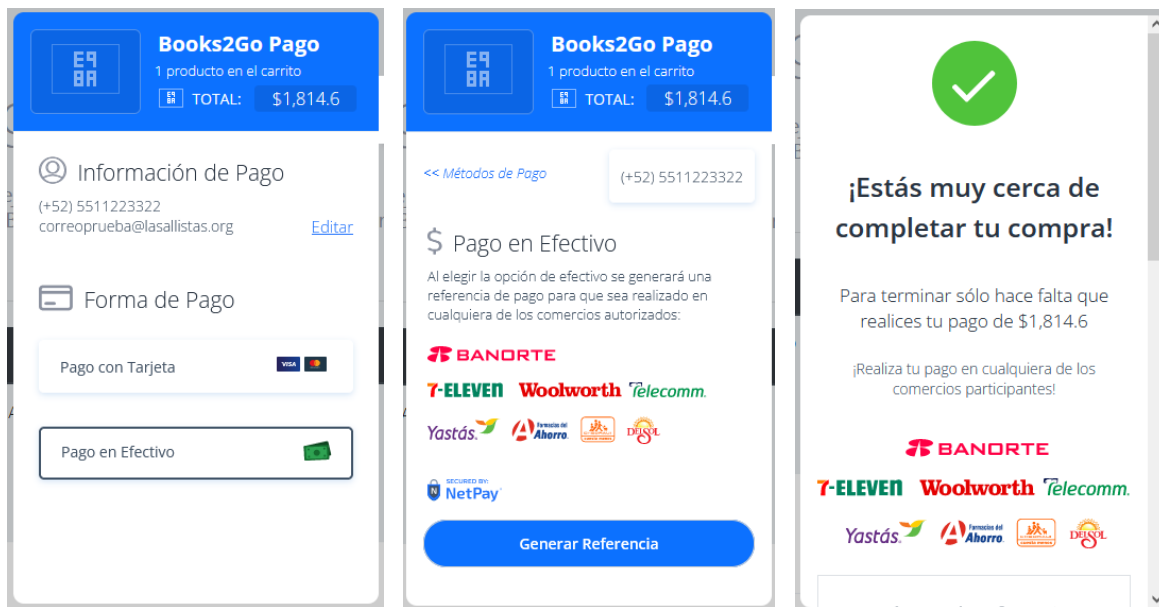 Books2Go Pago
1 producto en el carrito
TOTAL: $1,814.6
Información de Pago
(+52) 5511223322
correoprueba@lasallistas.org
Editar
Forma de Pago
Pago con Tarjeta
VISA
Pago en Efectivo
Books2Go Pago
1 producto en el carrito
TOTAL: $1,814.6
<< Métodos de Pago
(+52) 5511223322
Pago en Efectivo
Al elegir la opción de efectivo se generará una
referencia de pago para que sea realizado en
cualquiera de los comercios autorizados:
BANORTE
7-ELEVEn Woolworth Telecomm.
Yastás. Farmacias del Ahorro. DELSOL
SECURED BY:
NetPay
Generar Referencia
¡Estás muy cerca de
completar tu compra!
Para terminar sólo hace falta que
realices tu pago de $1,814.6
¡Realiza tu pago en cualquiera de los
comercios participantes!
BANORTE
7-ELEVEn Woolworth Telecomm.
Yastás. Farmacias del Ahorro. DELSOL